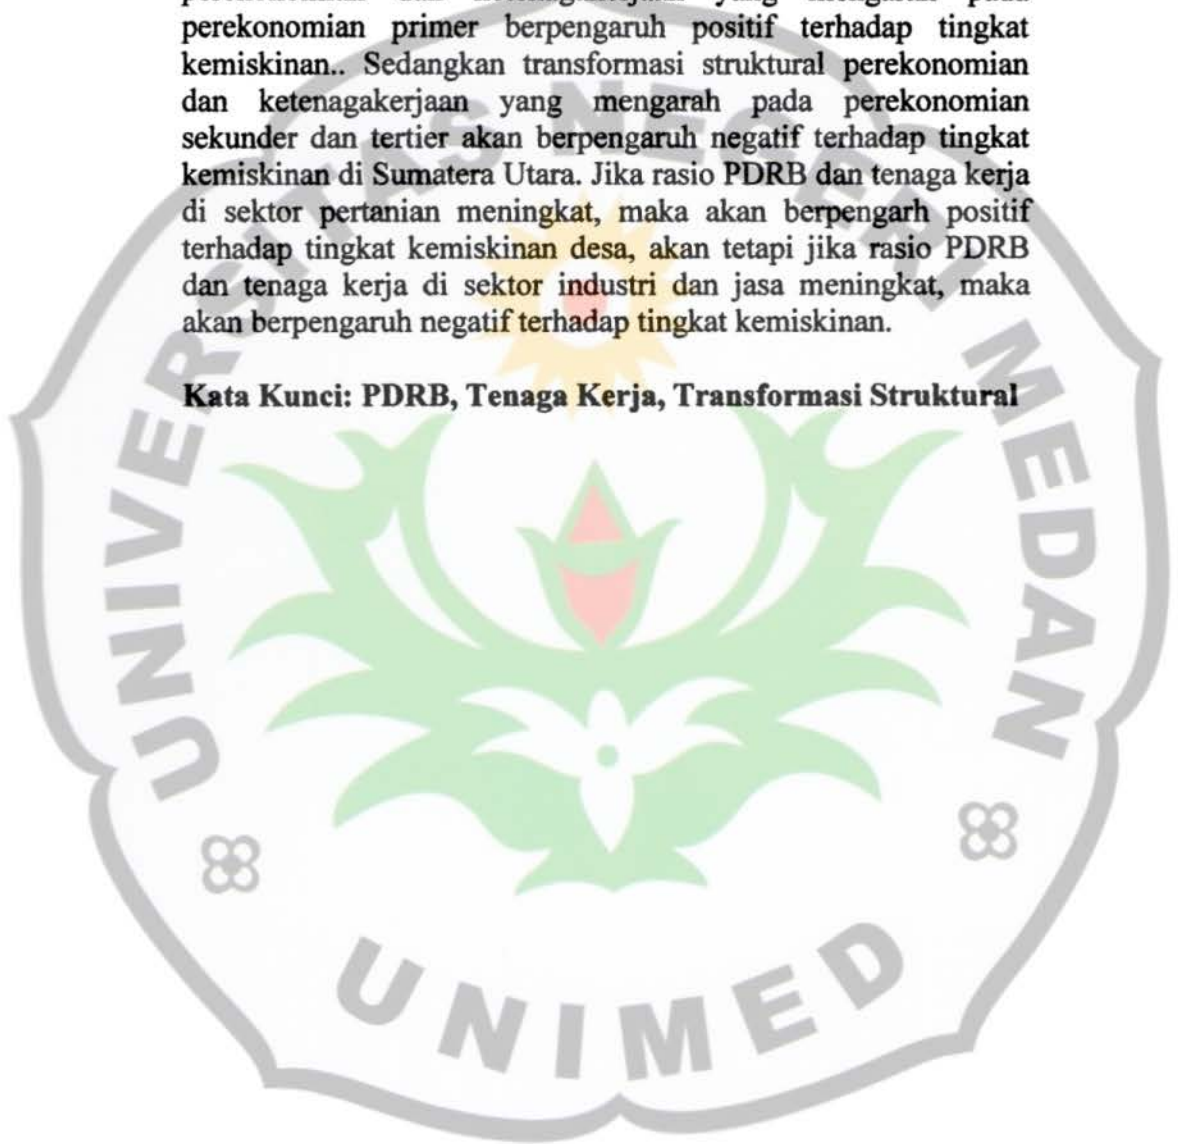 perekonomian primer berpengaruh positif terhadap tingkat
kemiskinan.. Sedangkan transformasi struktural perekonomian
dan ketenagakerjaan yang mengarah pada perekonomian
sekunder dan tertier akan berpengaruh negatif terhadap tingkat
kemiskinan di Sumatera Utara. Jika rasio PDRB dan tenaga kerja
di sektor pertanian meningkat, maka akan berpengarh positif
terhadap tingkat kemiskinan desa, akan tetapi jika rasio PDRB
dan tenaga kerja di sektor industri dan jasa meningkat, maka
akan berpengaruh negatif terhadap tingkat kemiskinan.
Kata Kunci: PDRB, Tenaga Kerja, Transformasi Struktural
UNIVERSITAS NEGERI MEDAN
UNIMED